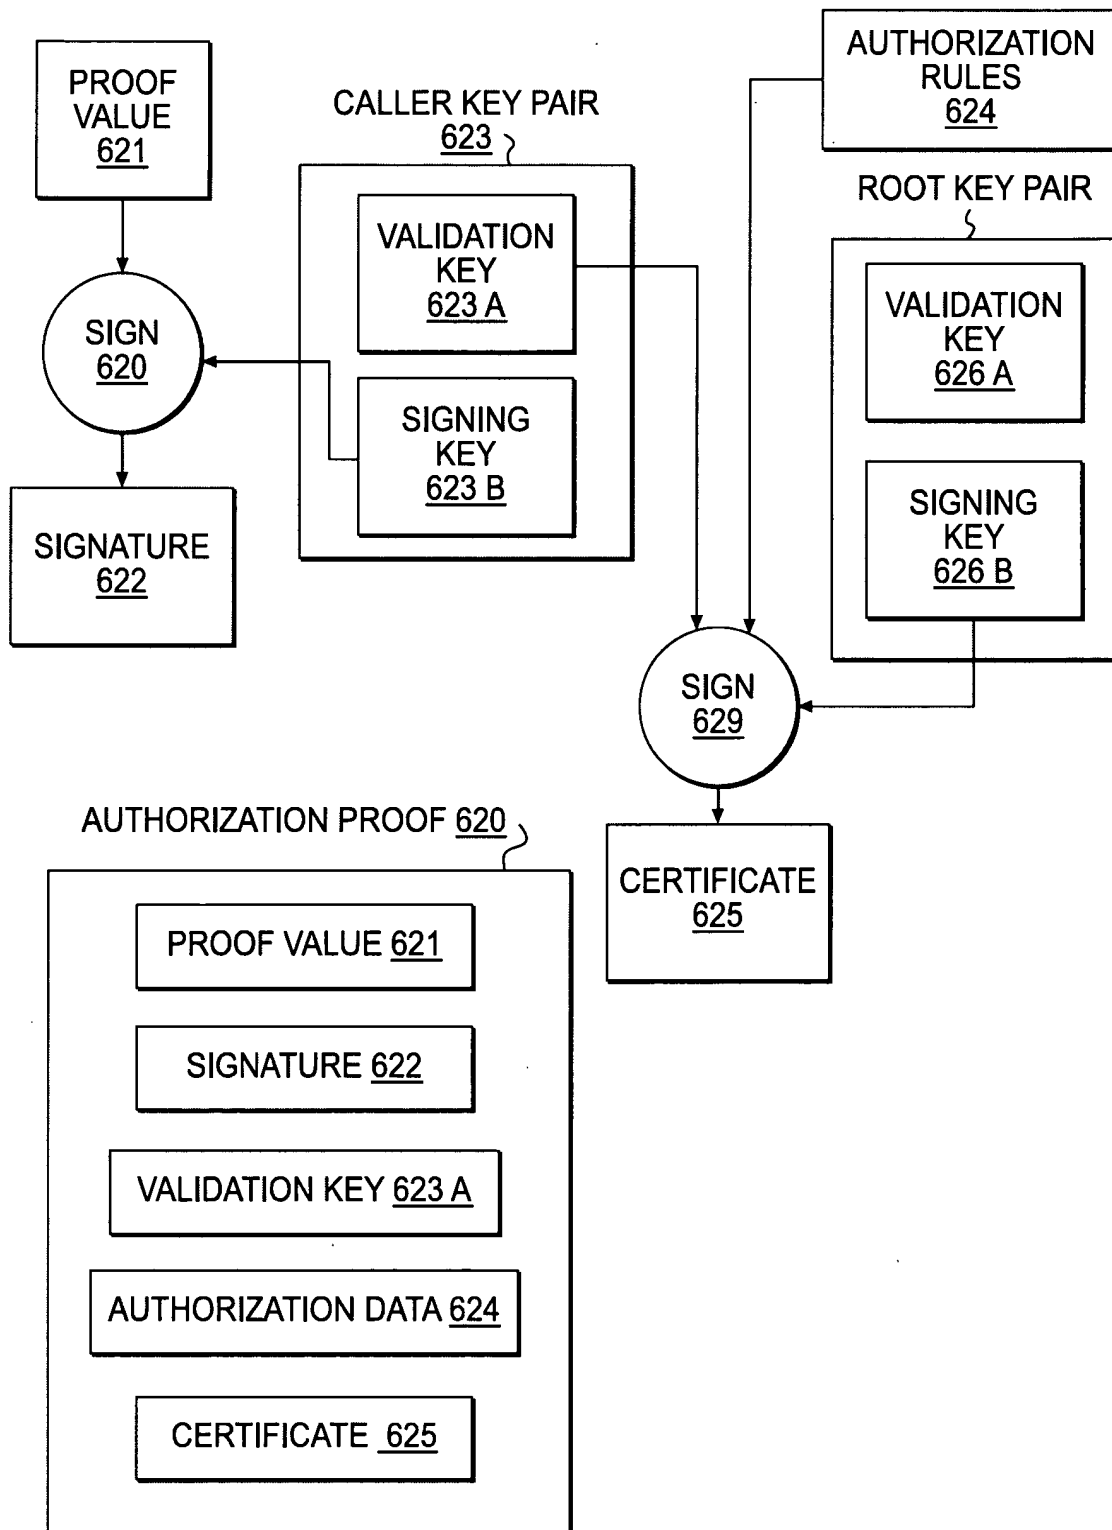 PROOF
VALUE
621
CALLER KEY PAIR
623
AUTHORIZATION
RULES
624
ROOT KEY PAIR
VALIDATION
KEY
623 A
VALIDATION
KEY
626 A
SIGN
620
SIGNING
KEY
623 B
SIGNING
KEY
626 B
SIGNATURE
622
SIGN
629
CERTIFICATE
625
AUTHORIZATION PROOF 620
PROOF VALUE 621
SIGNATURE 622
VALIDATION KEY 623 A
AUTHORIZATION DATA 624
CERTIFICATE 625